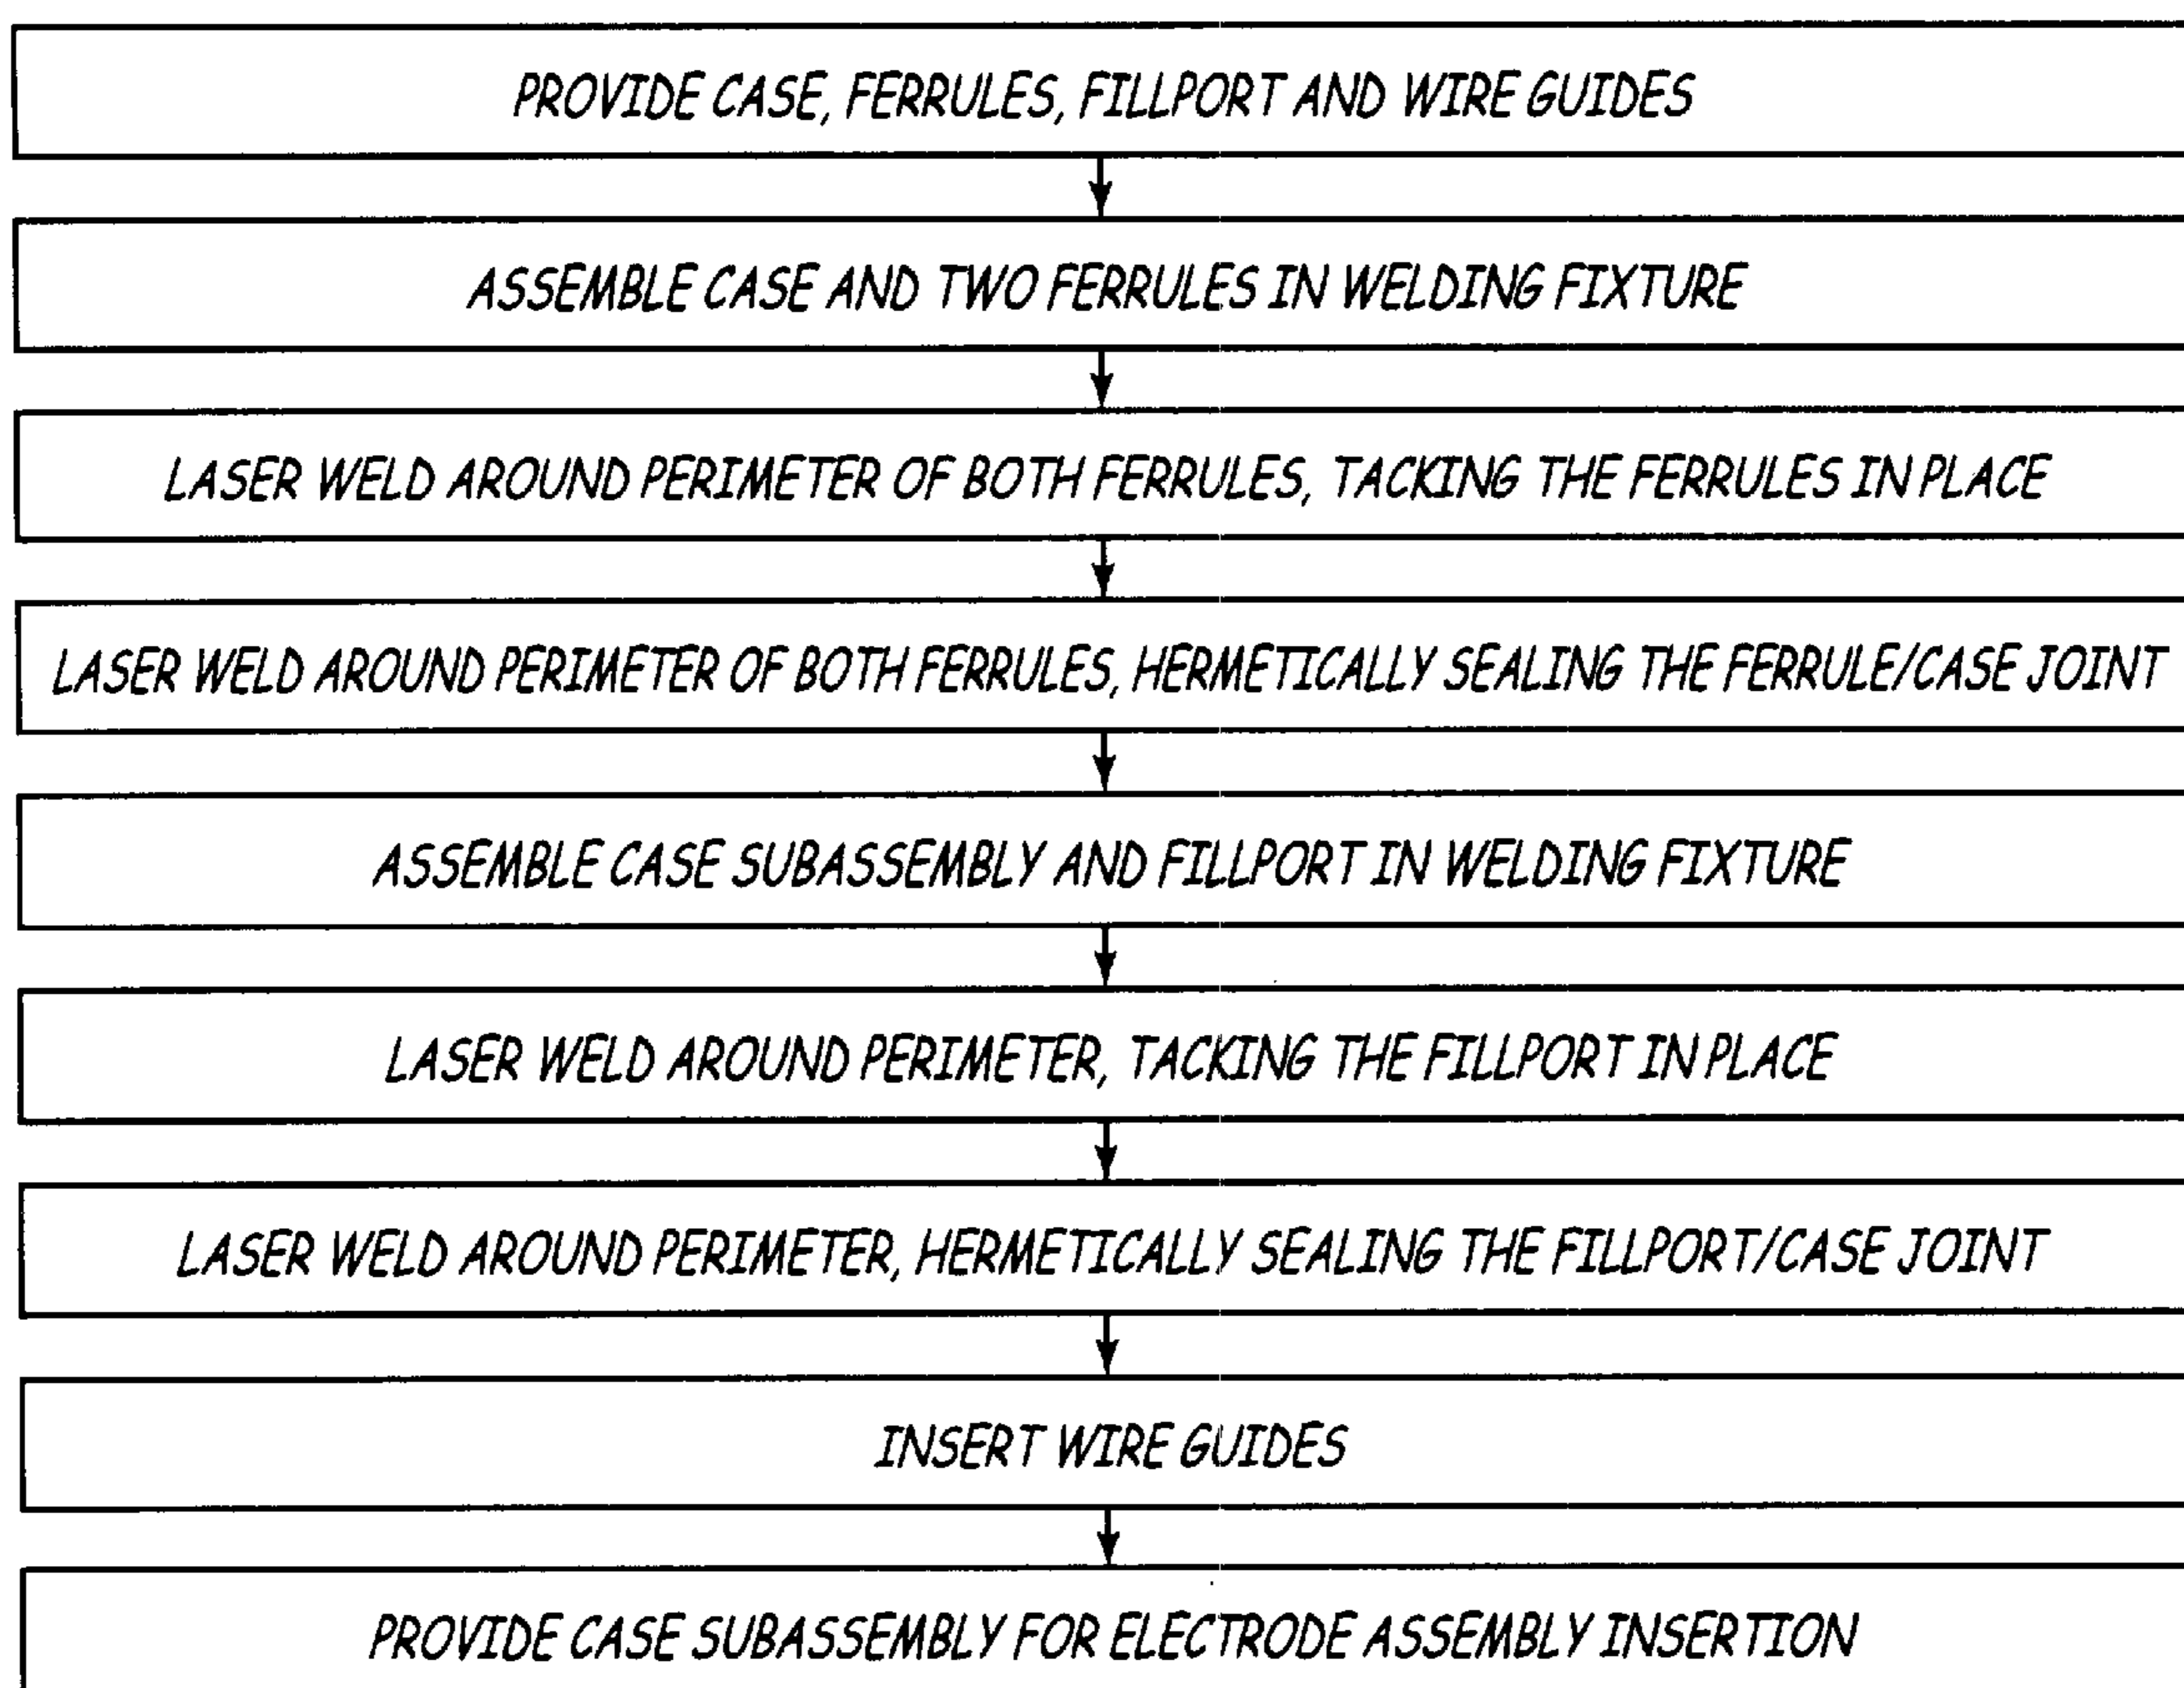 PROVIDE CASE, FERRULES, FILLPORT AND WIRE GUIDES
ASSEMBLE CASE AND TWO FERRULES IN WELDING FIXTURE
LASER WELD AROUND PERIMETER OF BOTH FERRULES, TACKING THE FERRULES IN PLACE
LASER WELD AROUND PERIMETER OF BOTH FERRULES, HERMETICALLY SEALING THE FERRULE/CASE JOINT
ASSEMBLE CASE SUBASSEMBLY AND FILLPORT IN WELDING FIXTURE
LASER WELD AROUND PERIMETER, TACKING THE FILLPORT IN PLACE
LASER WELD AROUND PERIMETER, HERMETICALLY SEALING THE FILLPORT/CASE JOINT
INSERT WIRE GUIDES
PROVIDE CASE SUBASSEMBLY FOR ELECTRODE ASSEMBLY INSERTION